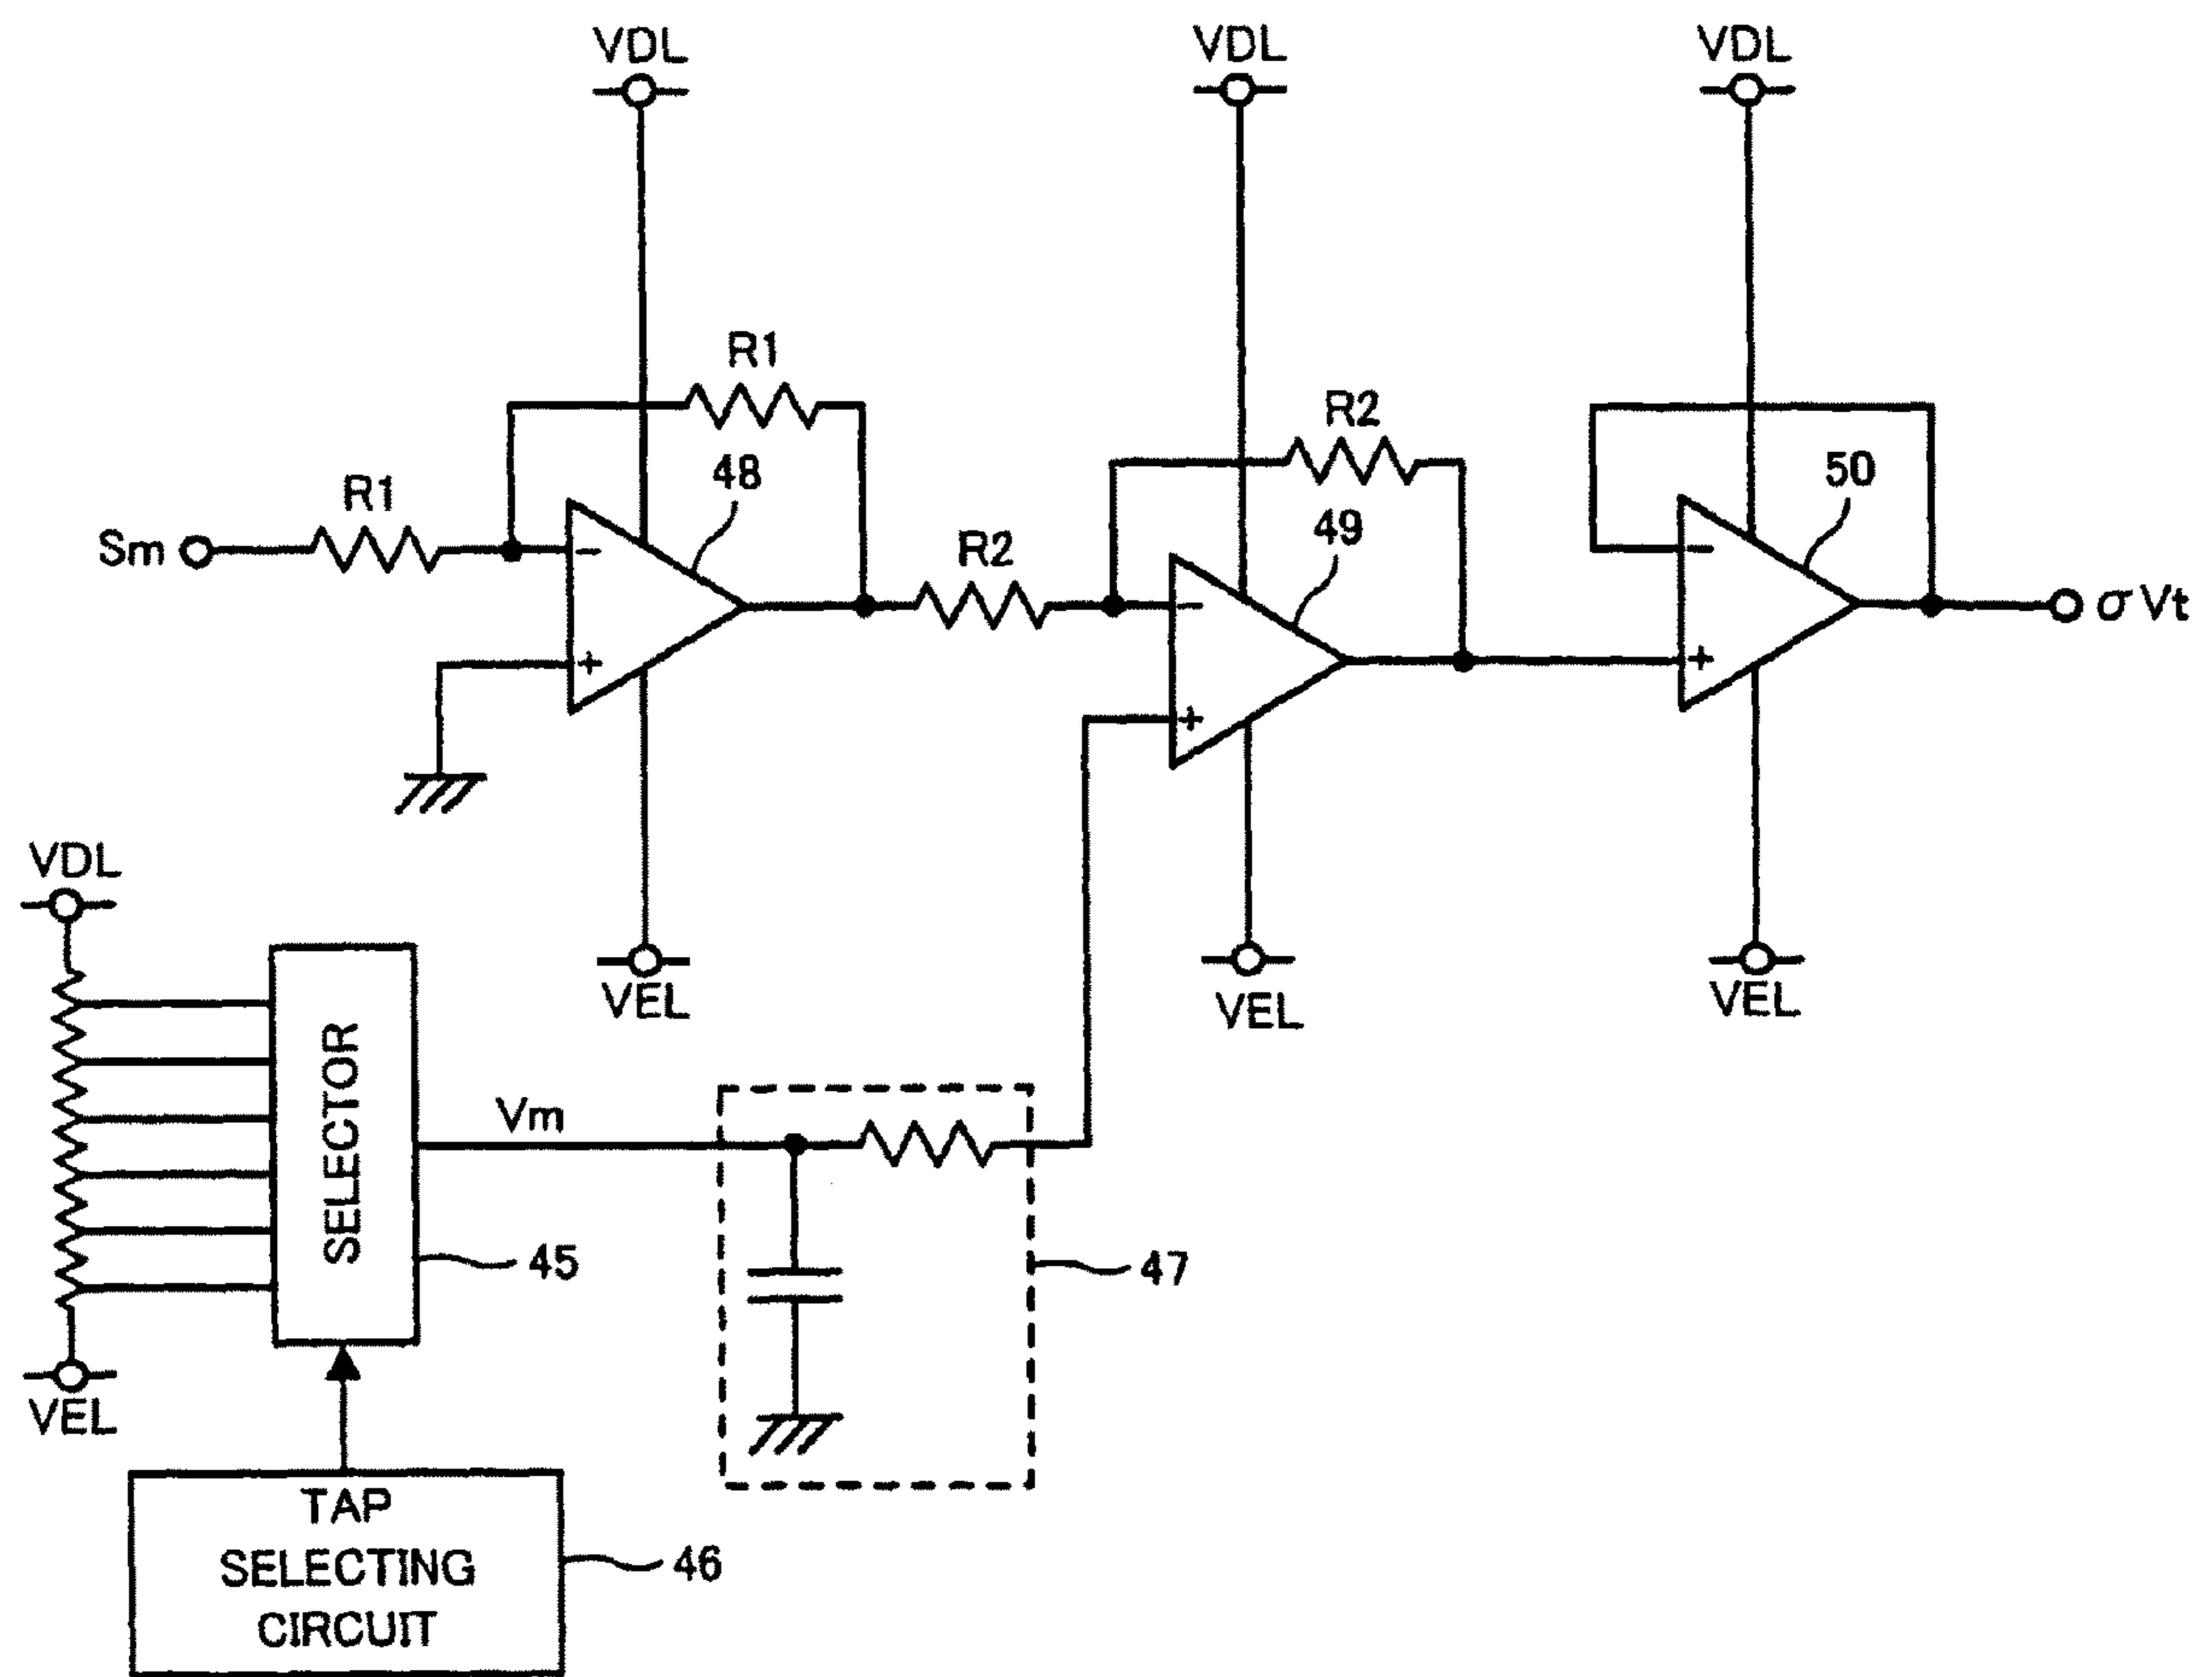 VDL
VDL
VDL
R1
R1
48
Sm
-
+
R2
R2
49
-
+
50
-
+
σVt
VEL
VEL
VEL
VDL
SELECTOR
Vm
45
47
VEL
TAP
SELECTING
CIRCUIT
46